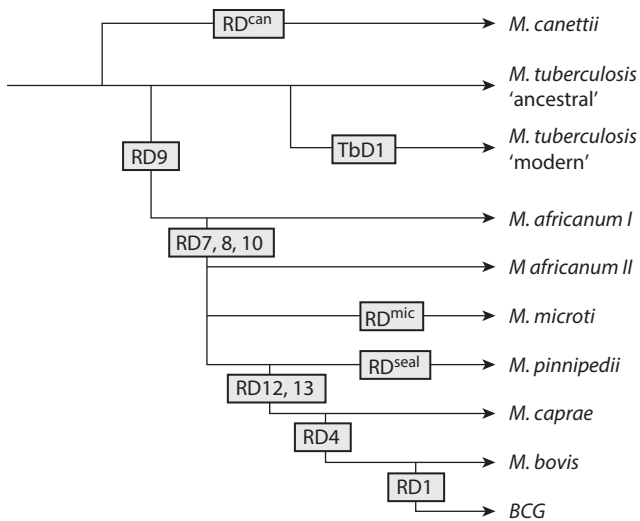 RDcan
M. canettii
M. tuberculosis
‘ancestral’
M. tuberculosis
‘modern’
TbD1
RD9
M. africanum I
RD7, 8, 10
M africanum II
RDmic
M. microti
RDseal
M. pinnipedii
RD12, 13
M. caprae
RD4
M. bovis
RD1
BCG